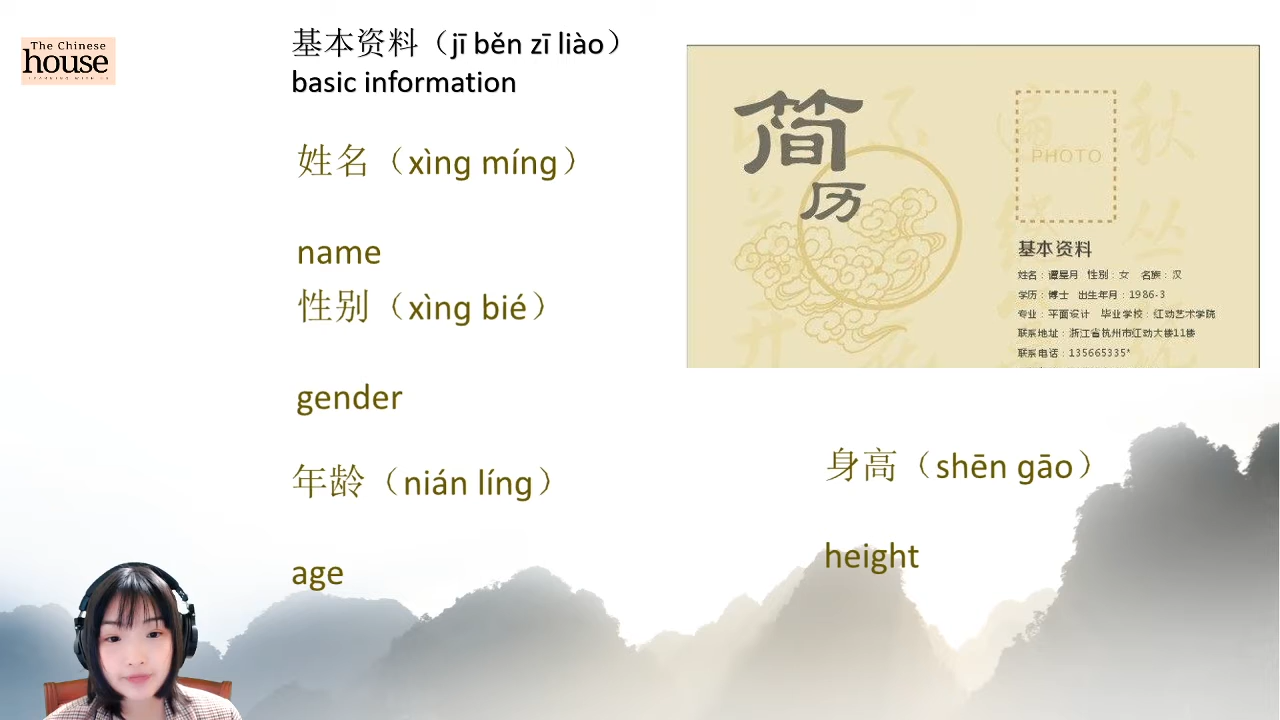 The Chinese
house
基本资料（jī běn zī liào）
basic information
姓名（xìng míng）
name
性别（xìng bié）
gender
年龄（nián líng）
age
简
历
PHOTO
基本资料
姓名：谭星月 性别：女 名族：汉
学历：博士 出生年月：1986-3
专业：平面设计 毕业学校：红动艺术学院
联系地址：浙江省杭州市红动大楼11楼
联系电话：135665335*
身高（shēn gāo）
height